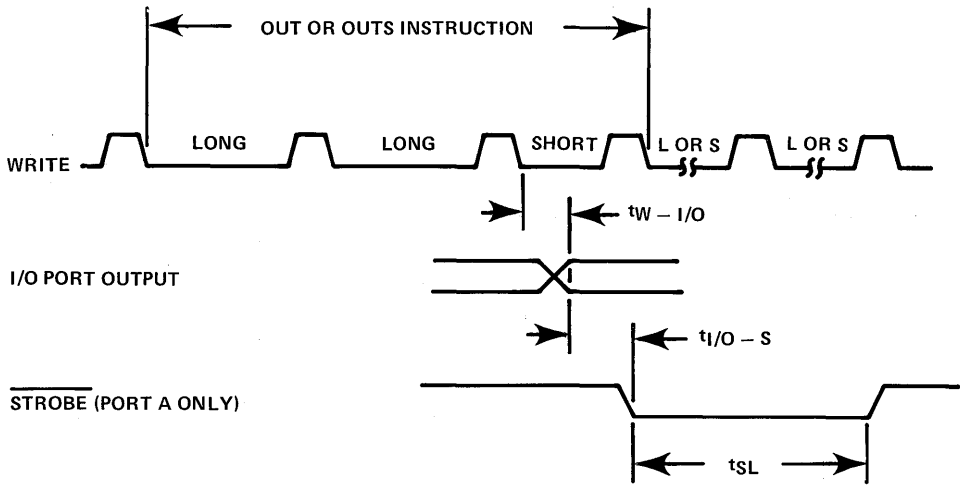 OUT OR OUTS INSTRUCTION
WRITE LONG LONG SHORT L OR S L OR S
tW – I/O
I/O PORT OUTPUT
tI/O – S
STROBE (PORT A ONLY)
tSL